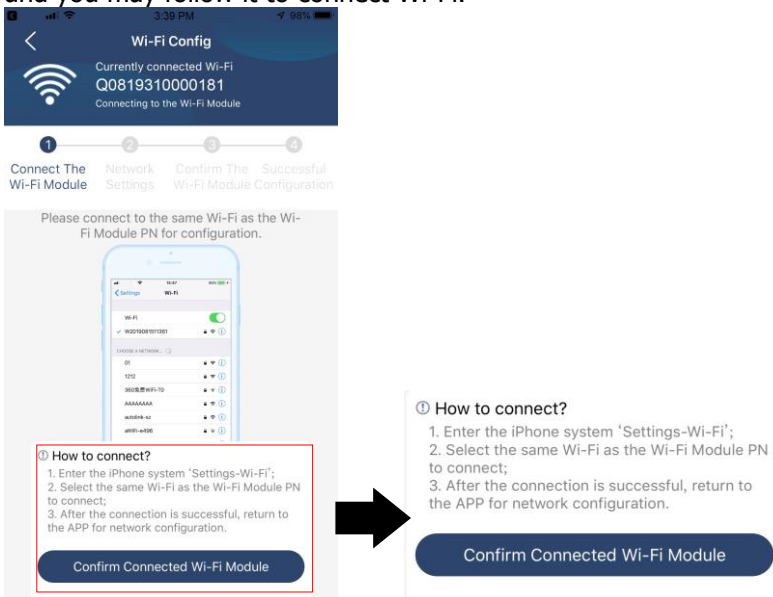 and you may follow it to connect Wi-Fi.
3:39 PM
98%
Wi-Fi Config
Currently connected Wi-Fi
Q0819310000181
Connecting to the Wi-Fi Module
1
2
3
4
Connect The
Wi-Fi Module
Network
Settings
Confirm The
Wi-Fi Module
Successful
Configuration
Please connect to the same Wi-Fi as the Wi-
Fi Module PN for configuration.
Settings
Wi-Fi
Wi-Fi
CHOOSE A NETWORK...
01
1212
AAAAAAAA
autolink-sz
aWiFi-e496
How to connect?
1. Enter the iPhone system ‘Settings-Wi-Fi’;
2. Select the same Wi-Fi as the Wi-Fi Module PN
to connect;
3. After the connection is successful, return to
the APP for network configuration.
Confirm Connected Wi-Fi Module
How to connect?
1. Enter the iPhone system ‘Settings-Wi-Fi’;
2. Select the same Wi-Fi as the Wi-Fi Module PN
to connect;
3. After the connection is successful, return to
the APP for network configuration.
Confirm Connected Wi-Fi Module